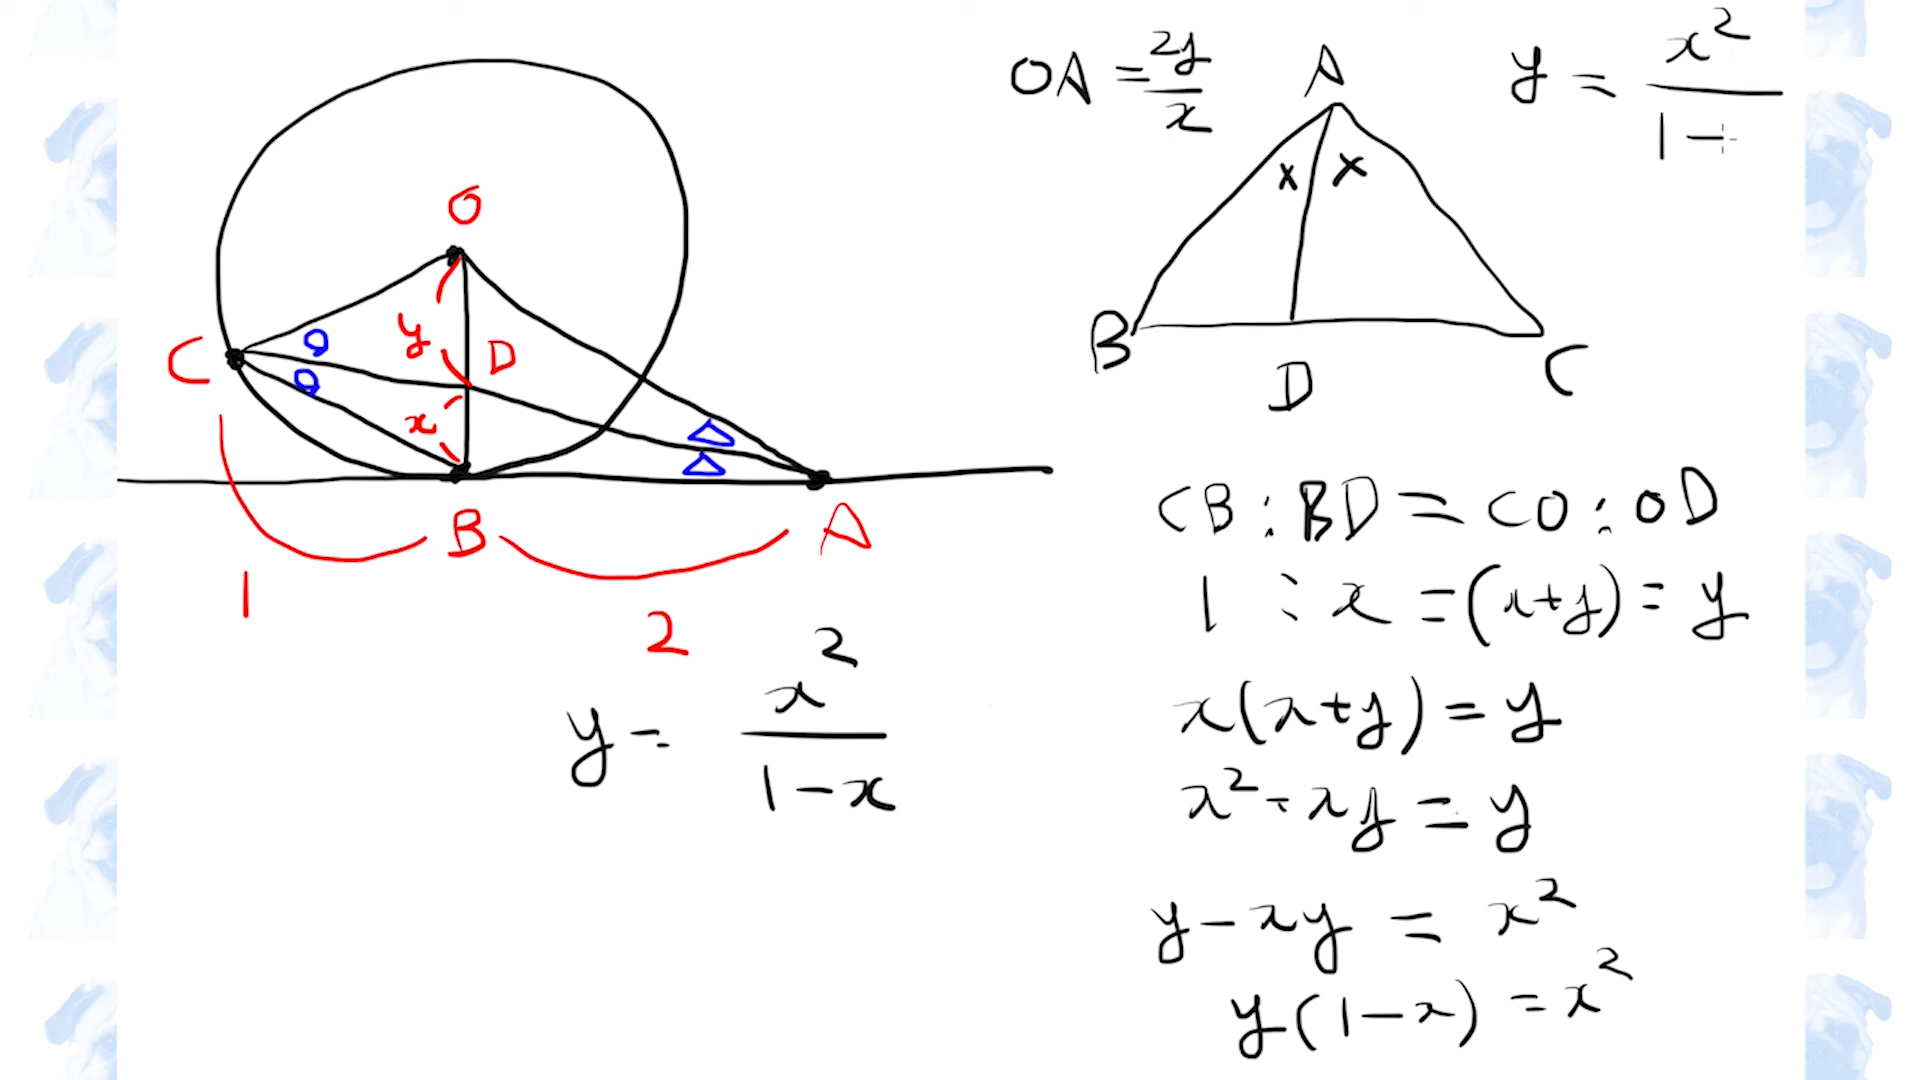 O
y
D
C
x
B
A
1
2
y = x²/(1-x)
OA = 2y/x
A
y = x²/(1-
x x
B
D
C
CB : BD = CO : OD
1 : x = (x+y) = y
x(x+y) = y
x² - xy = y
y - xy = x²
y(1-x) = x²